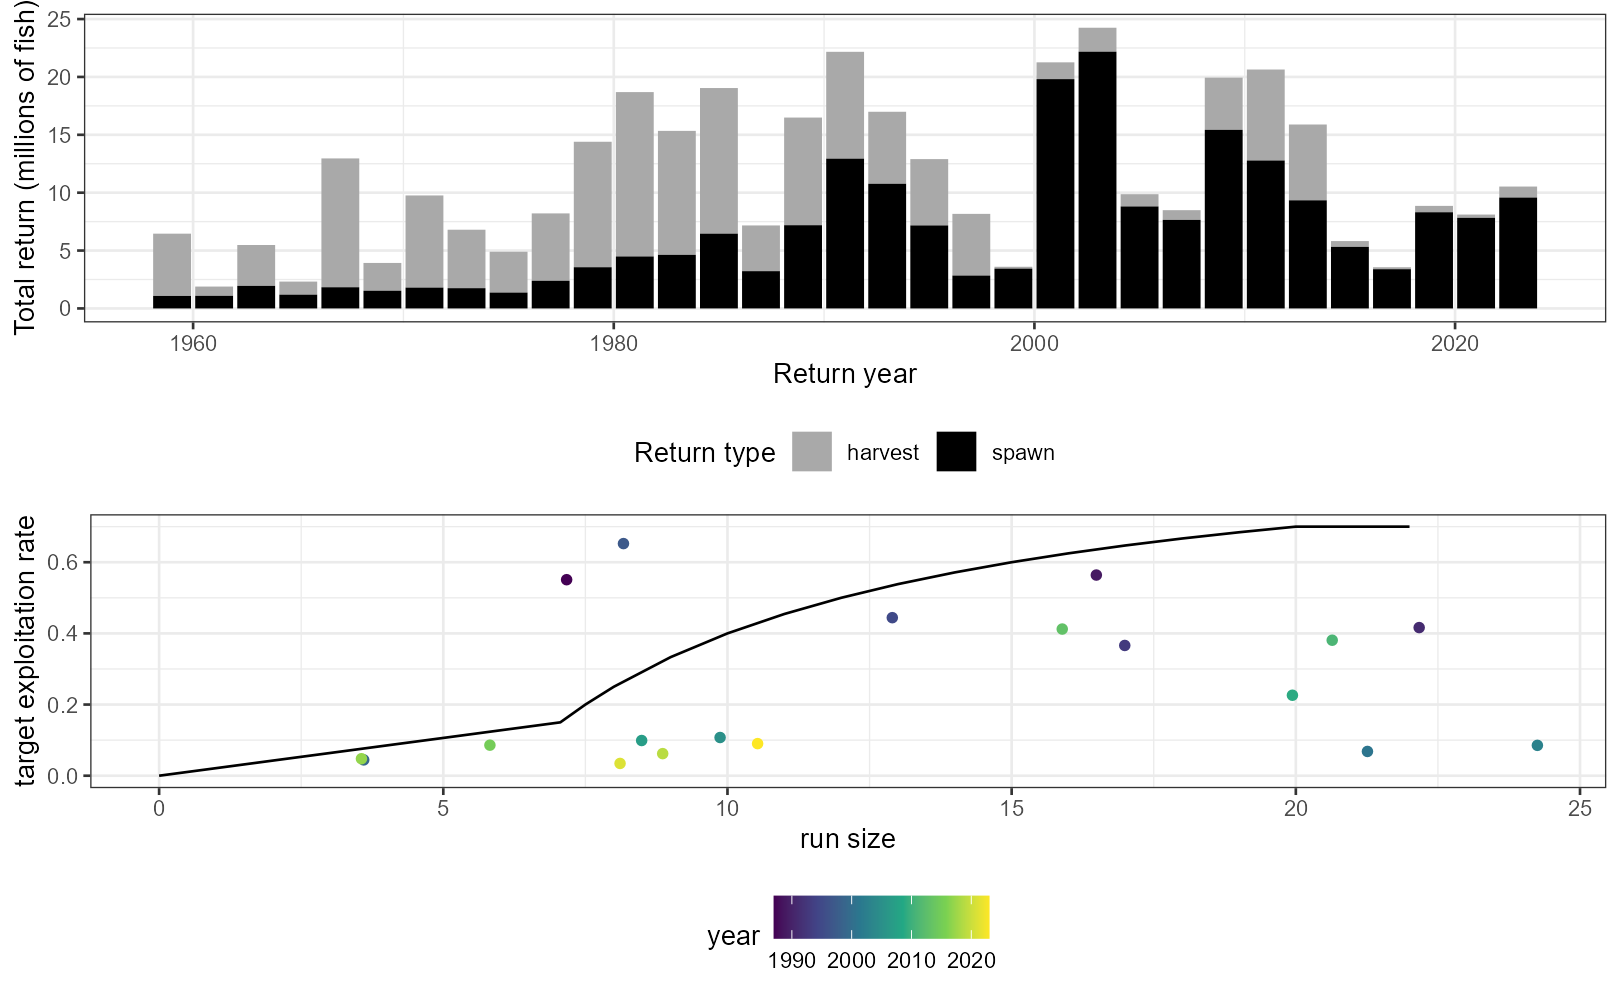 Total return (millions of fish)
25
20
15
10
5
0
1960 1980 2000 2020
Return year
Return type harvest spawn
target exploitation rate
0.6
0.4
0.2
0.0
0 5 10 15 20 25
run size
year
1990 2000 2010 2020